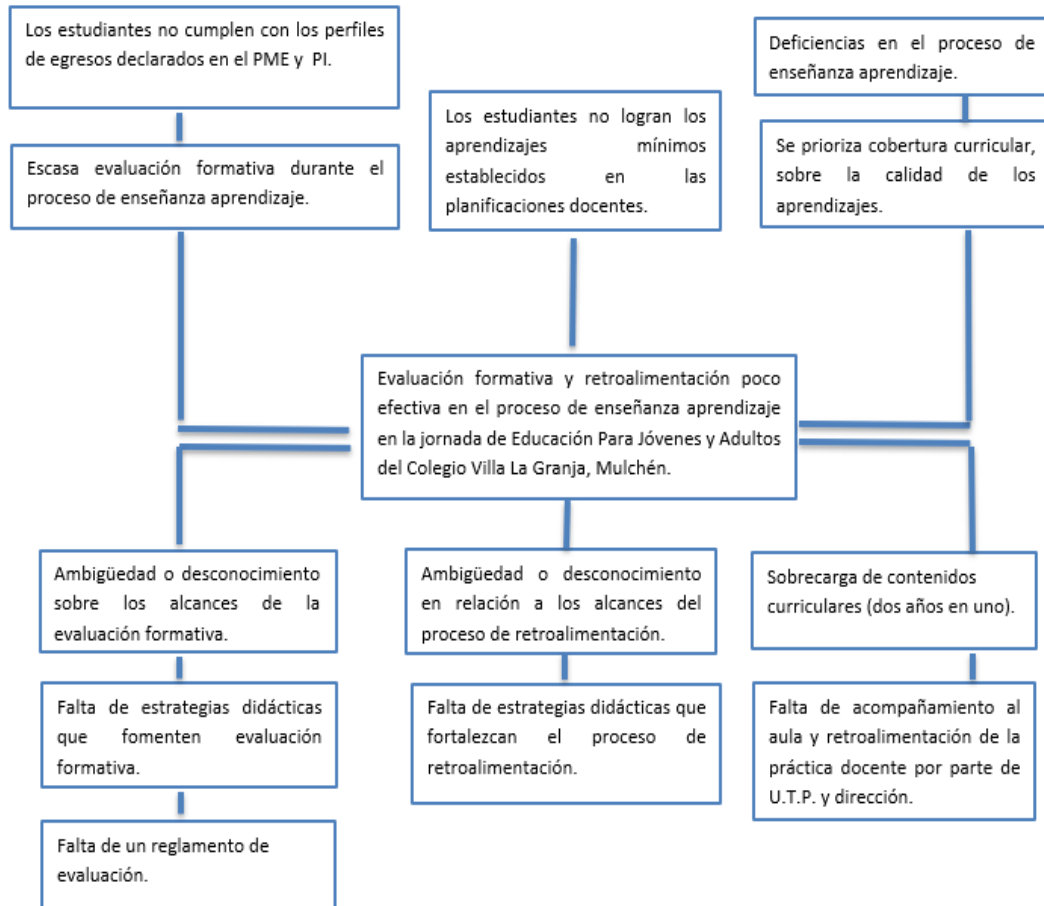 Los estudiantes no cumplen con los perfiles
de egresos declarados en el PME y PI.
Escasa evaluación formativa durante el
proceso de enseñanza aprendizaje.
Los estudiantes no logran los
aprendizajes mínimos
establecidos en las
planificaciones docentes.
Deficiencias en el proceso de
enseñanza aprendizaje.
Se prioriza cobertura curricular,
sobre la calidad de los
aprendizajes.
Evaluación formativa y retroalimentación poco
efectiva en el proceso de enseñanza aprendizaje
en la jornada de Educación Para Jóvenes y Adultos
del Colegio Villa La Granja, Mulchén.
Ambigüedad o desconocimiento
sobre los alcances de la
evaluación formativa.
Falta de estrategias didácticas
que fomenten evaluación
formativa.
Falta de un reglamento de
evaluación.
Ambigüedad o desconocimiento
en relación a los alcances del
proceso de retroalimentación.
Falta de estrategias didácticas que
fortalezcan el proceso de
retroalimentación.
Sobrecarga de contenidos
curriculares (dos años en uno).
Falta de acompañamiento al
aula y retroalimentación de la
práctica docente por parte de
U.T.P. y dirección.